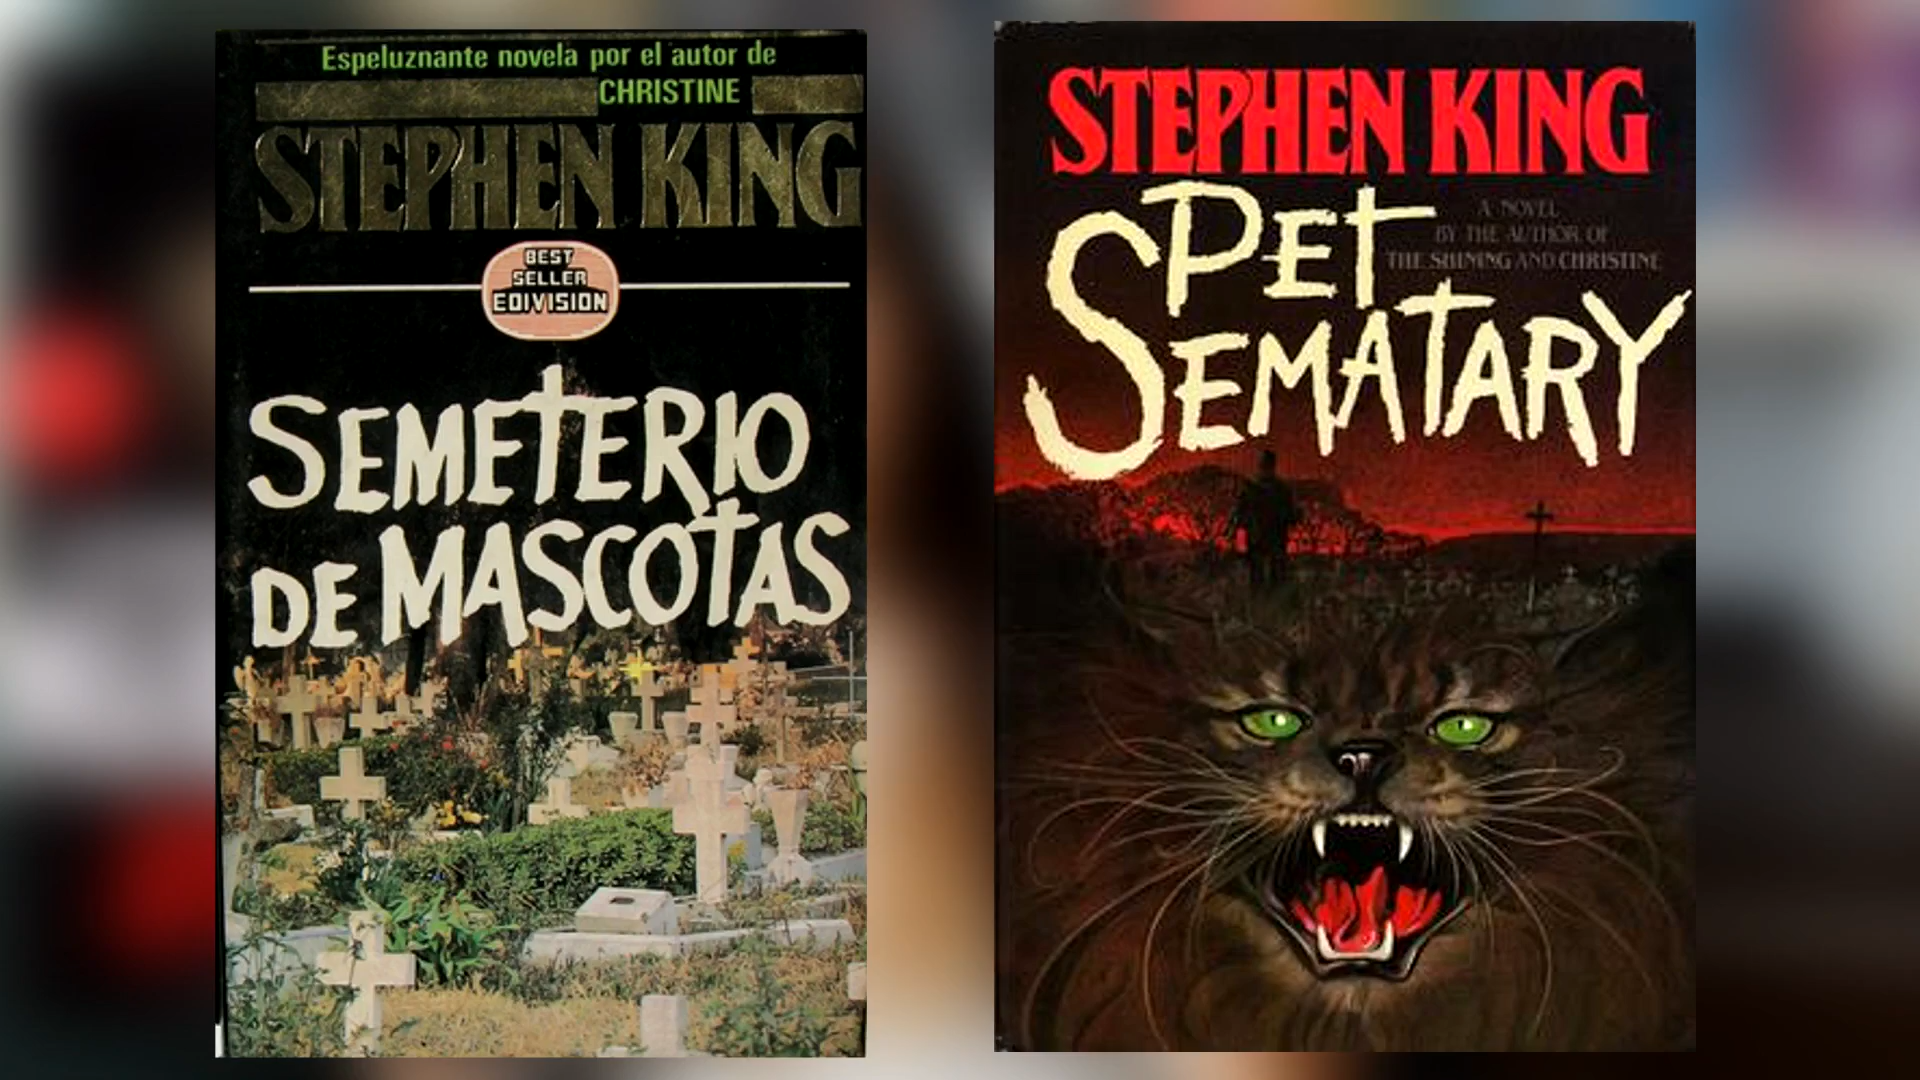 Espeluznante novela por el autor de
CHRISTINE
STEPHEN KING
BEST
SELLER
EDIVISION
SEMETERIO
DE MASCOTAS
STEPHEN KING
PET
SEMATARY
A NOVEL
BY THE AUTHOR OF
THE SHINING AND CHRISTINE